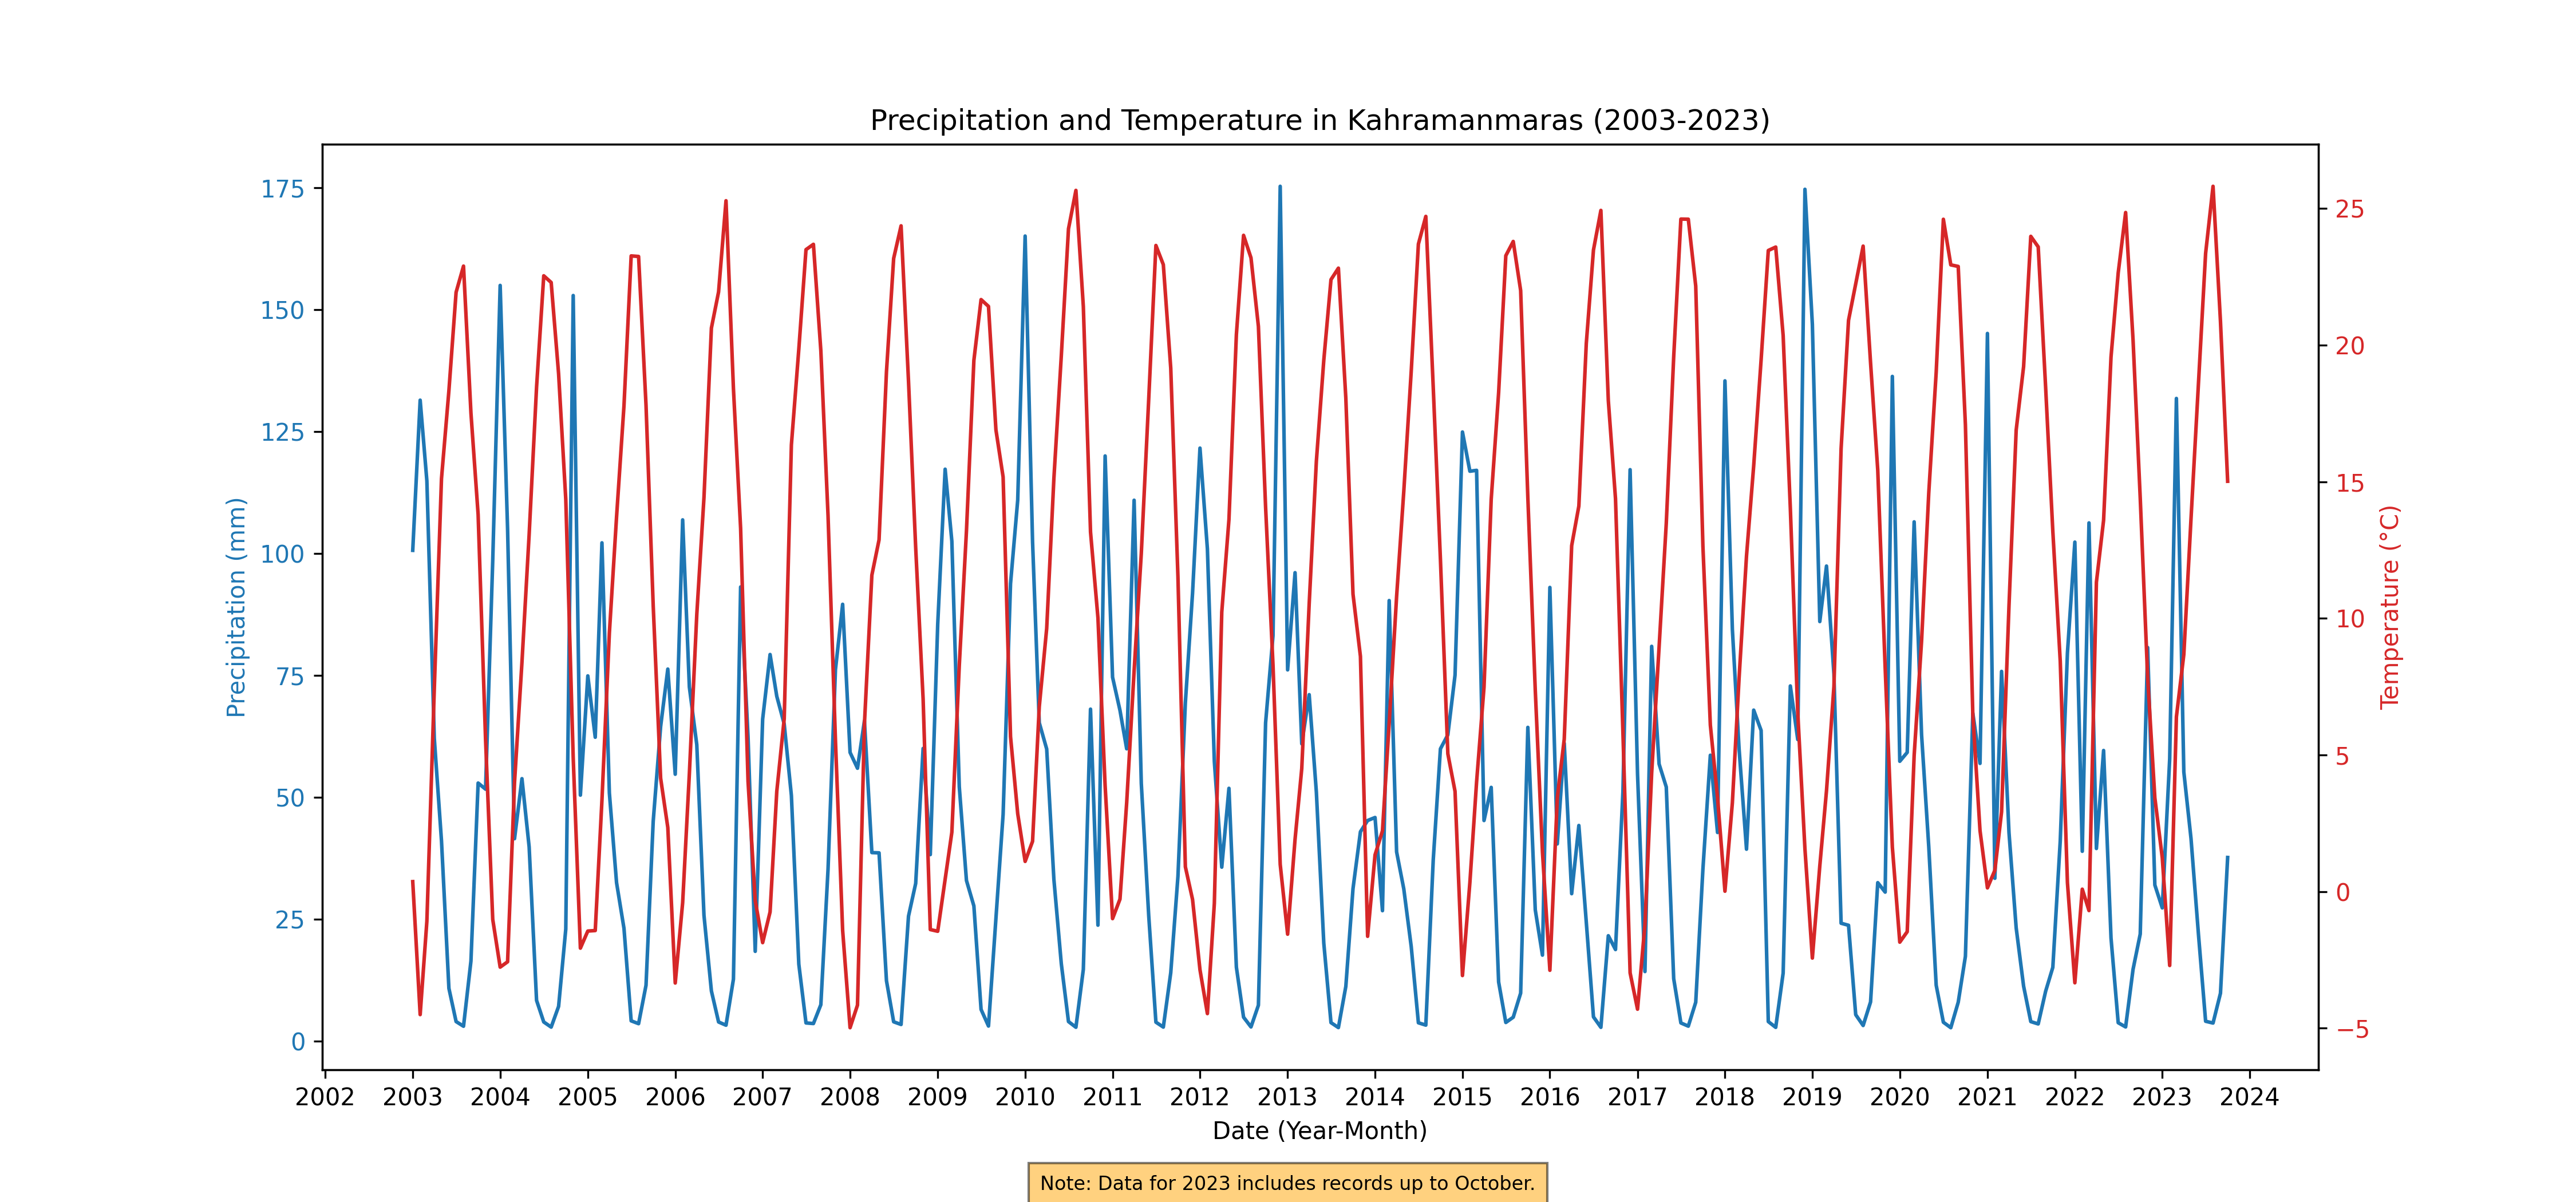 Precipitation and Temperature in Kahramanmaras (2003-2023)
Precipitation (mm)
175
150
125
100
75
50
25
0
25
20
15
10
5
0
−5
Temperature (°C)
2002 2003 2004 2005 2006 2007 2008 2009 2010 2011 2012 2013 2014 2015 2016 2017 2018 2019 2020 2021 2022 2023 2024
Date (Year-Month)
Note: Data for 2023 includes records up to October.